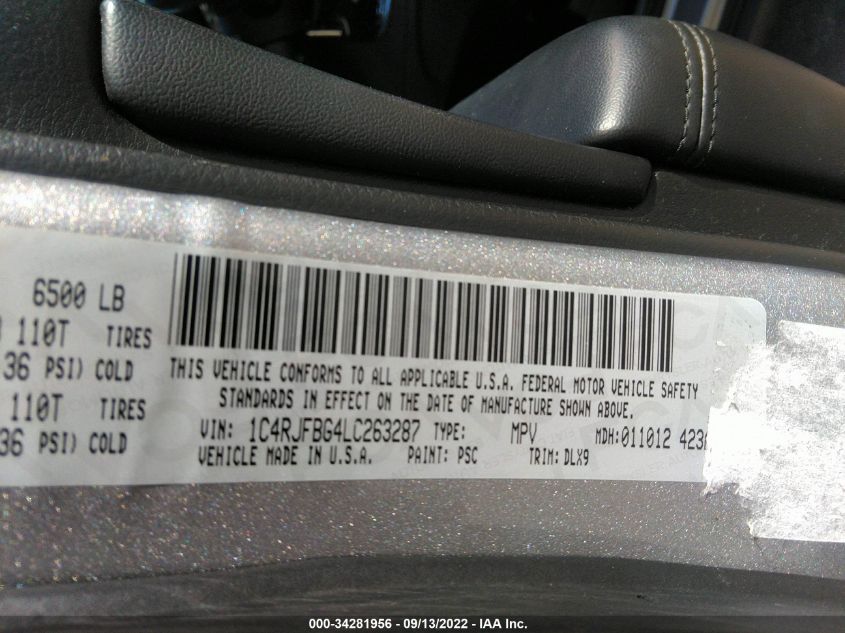 6500 LB
110T TIRES
36 PSI) COLD
110T TIRES
36 PSI) COLD
THIS VEHICLE CONFORMS TO ALL APPLICABLE U.S.A. FEDERAL MOTOR VEHICLE SAFETY
STANDARDS IN EFFECT ON THE DATE OF MANUFACTURE SHOWN ABOVE.
VIN: 1C4RJFBG4LC263287 TYPE: MPV MDH:011012 423
VEHICLE MADE IN U.S.A. PAINT: PSC TRIM: DLX9
000-34281956 - 09/13/2022 - IAA Inc.